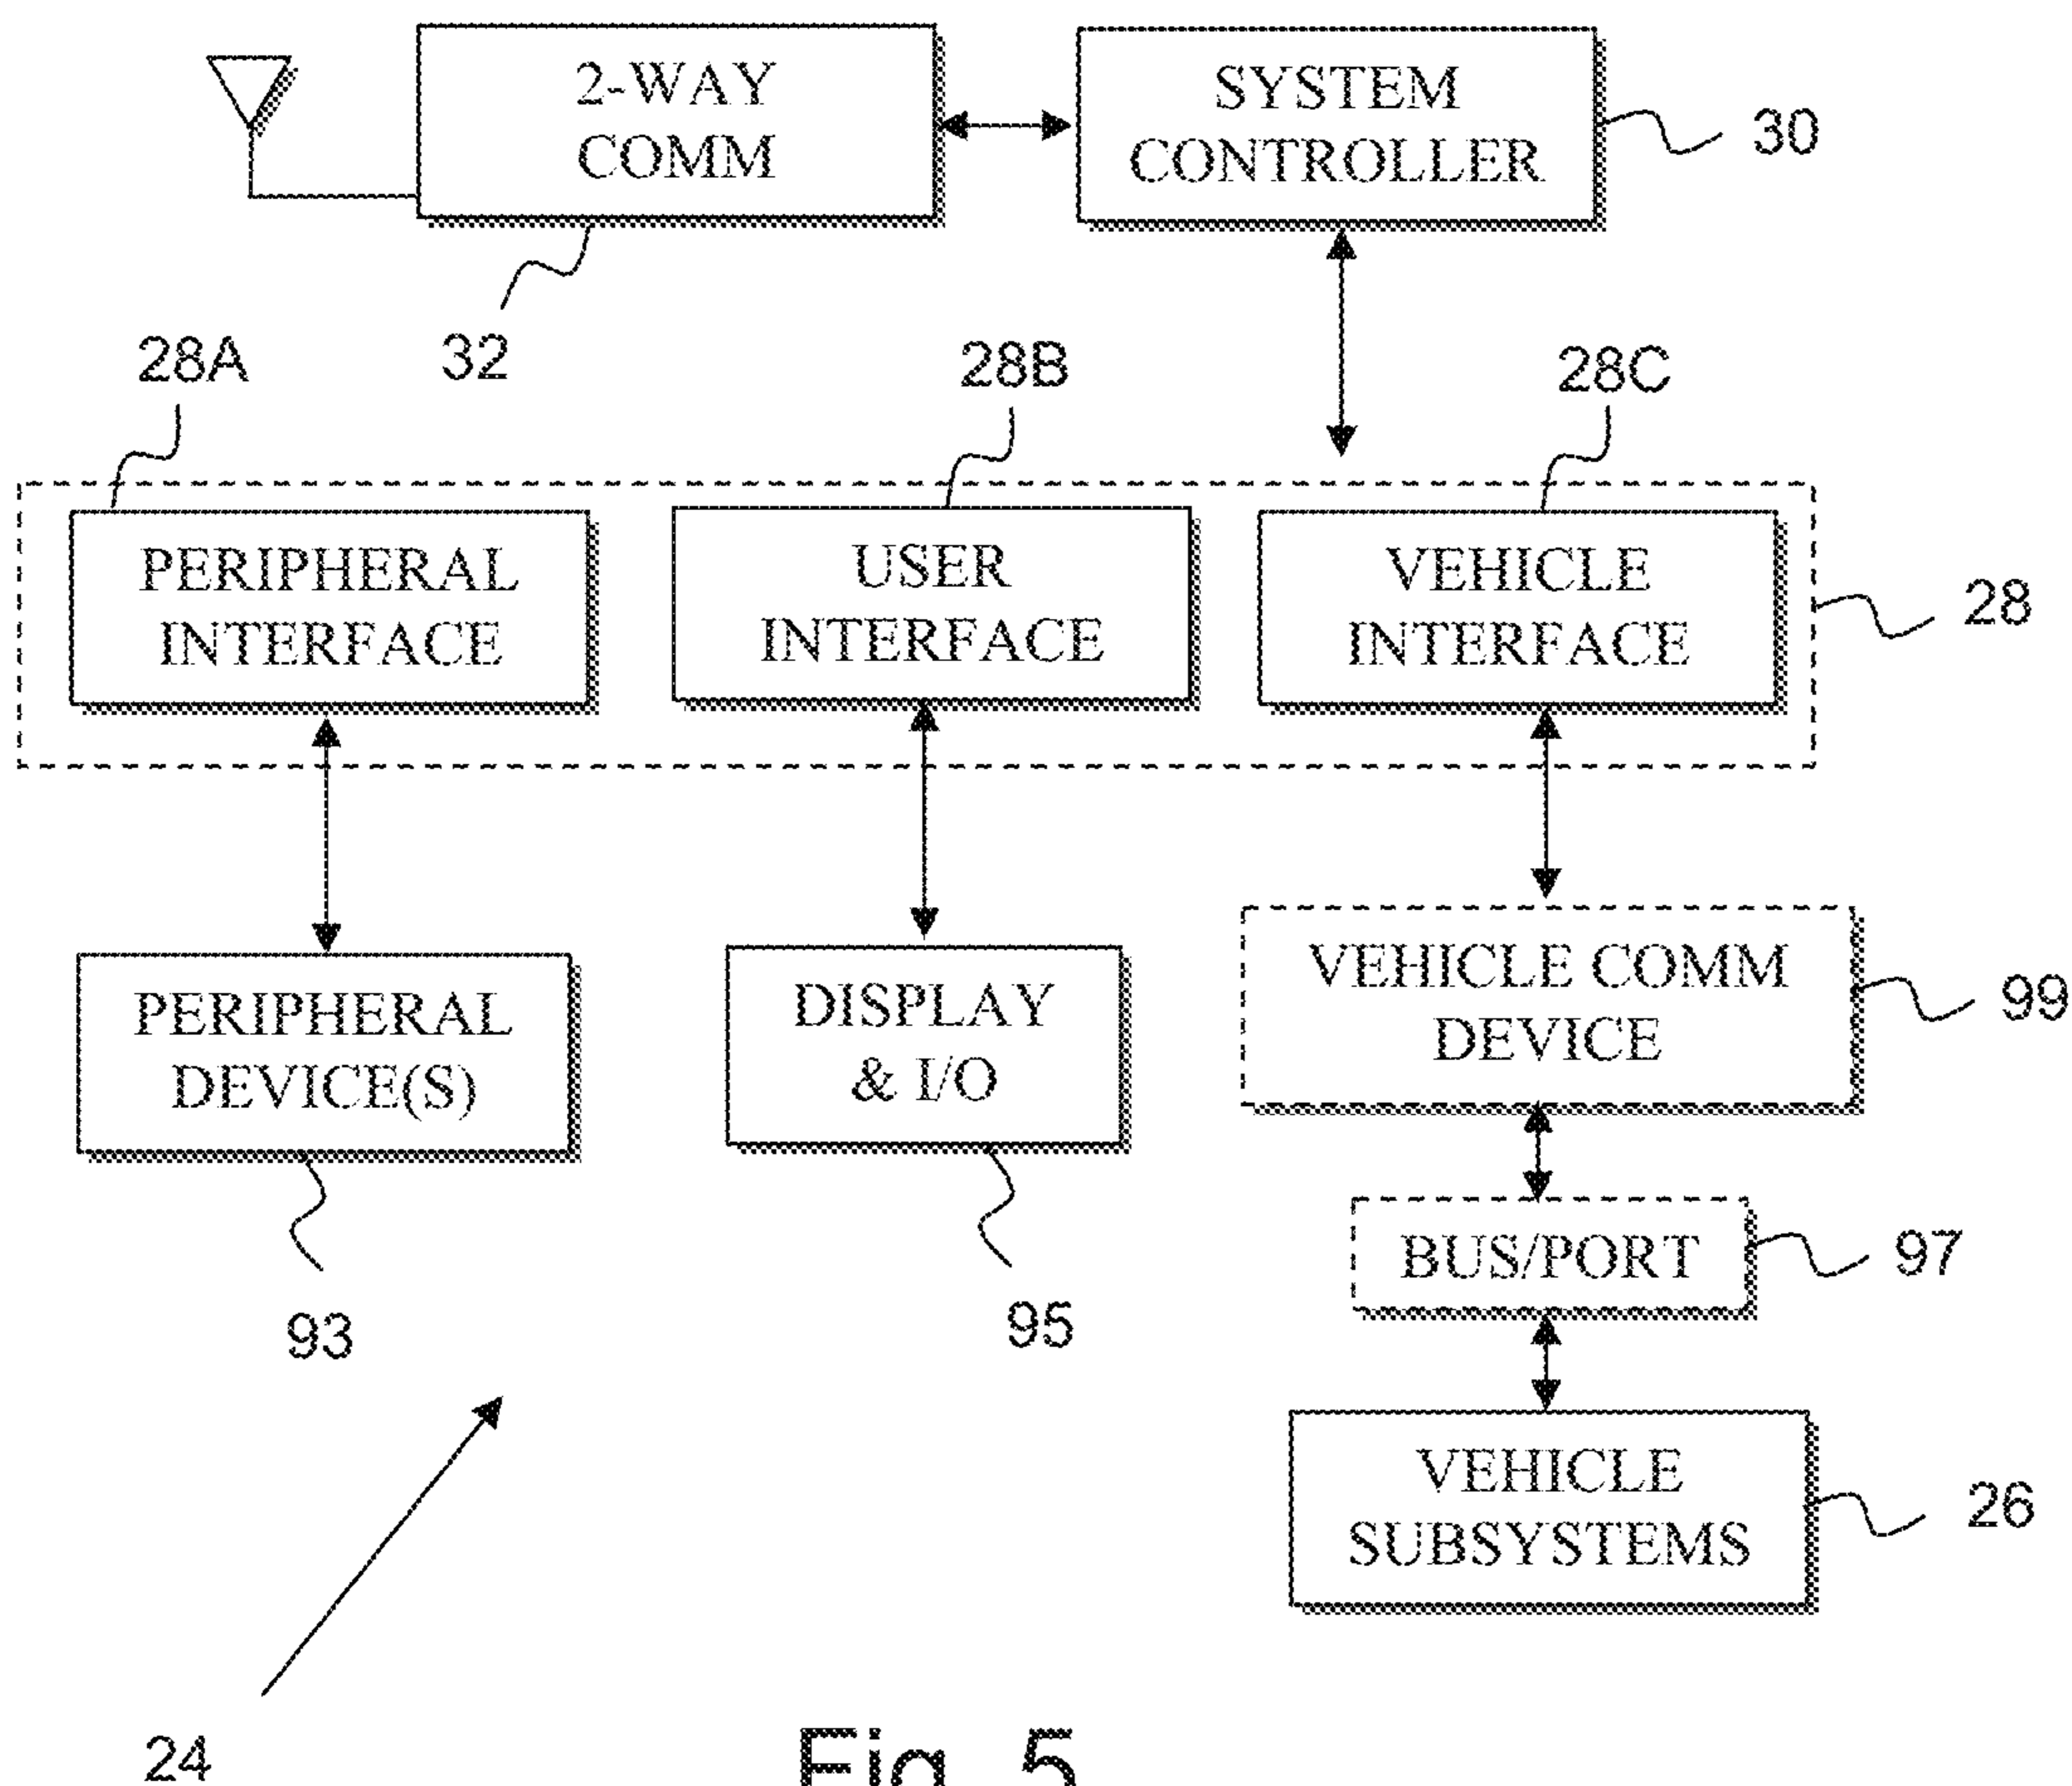 2-WAY
COMM
SYSTEM
CONTROLLER
30
32
28A
28B
28C
PERIPHERAL
INTERFACE
USER
INTERFACE
VEHICLE
INTERFACE
28
PERIPHERAL
DEVICE(S)
DISPLAY
& I/O
VEHICLE COMM
DEVICE
99
BUS/PORT
97
93
95
VEHICLE
SUBSYSTEMS
26
24
Fig. 5